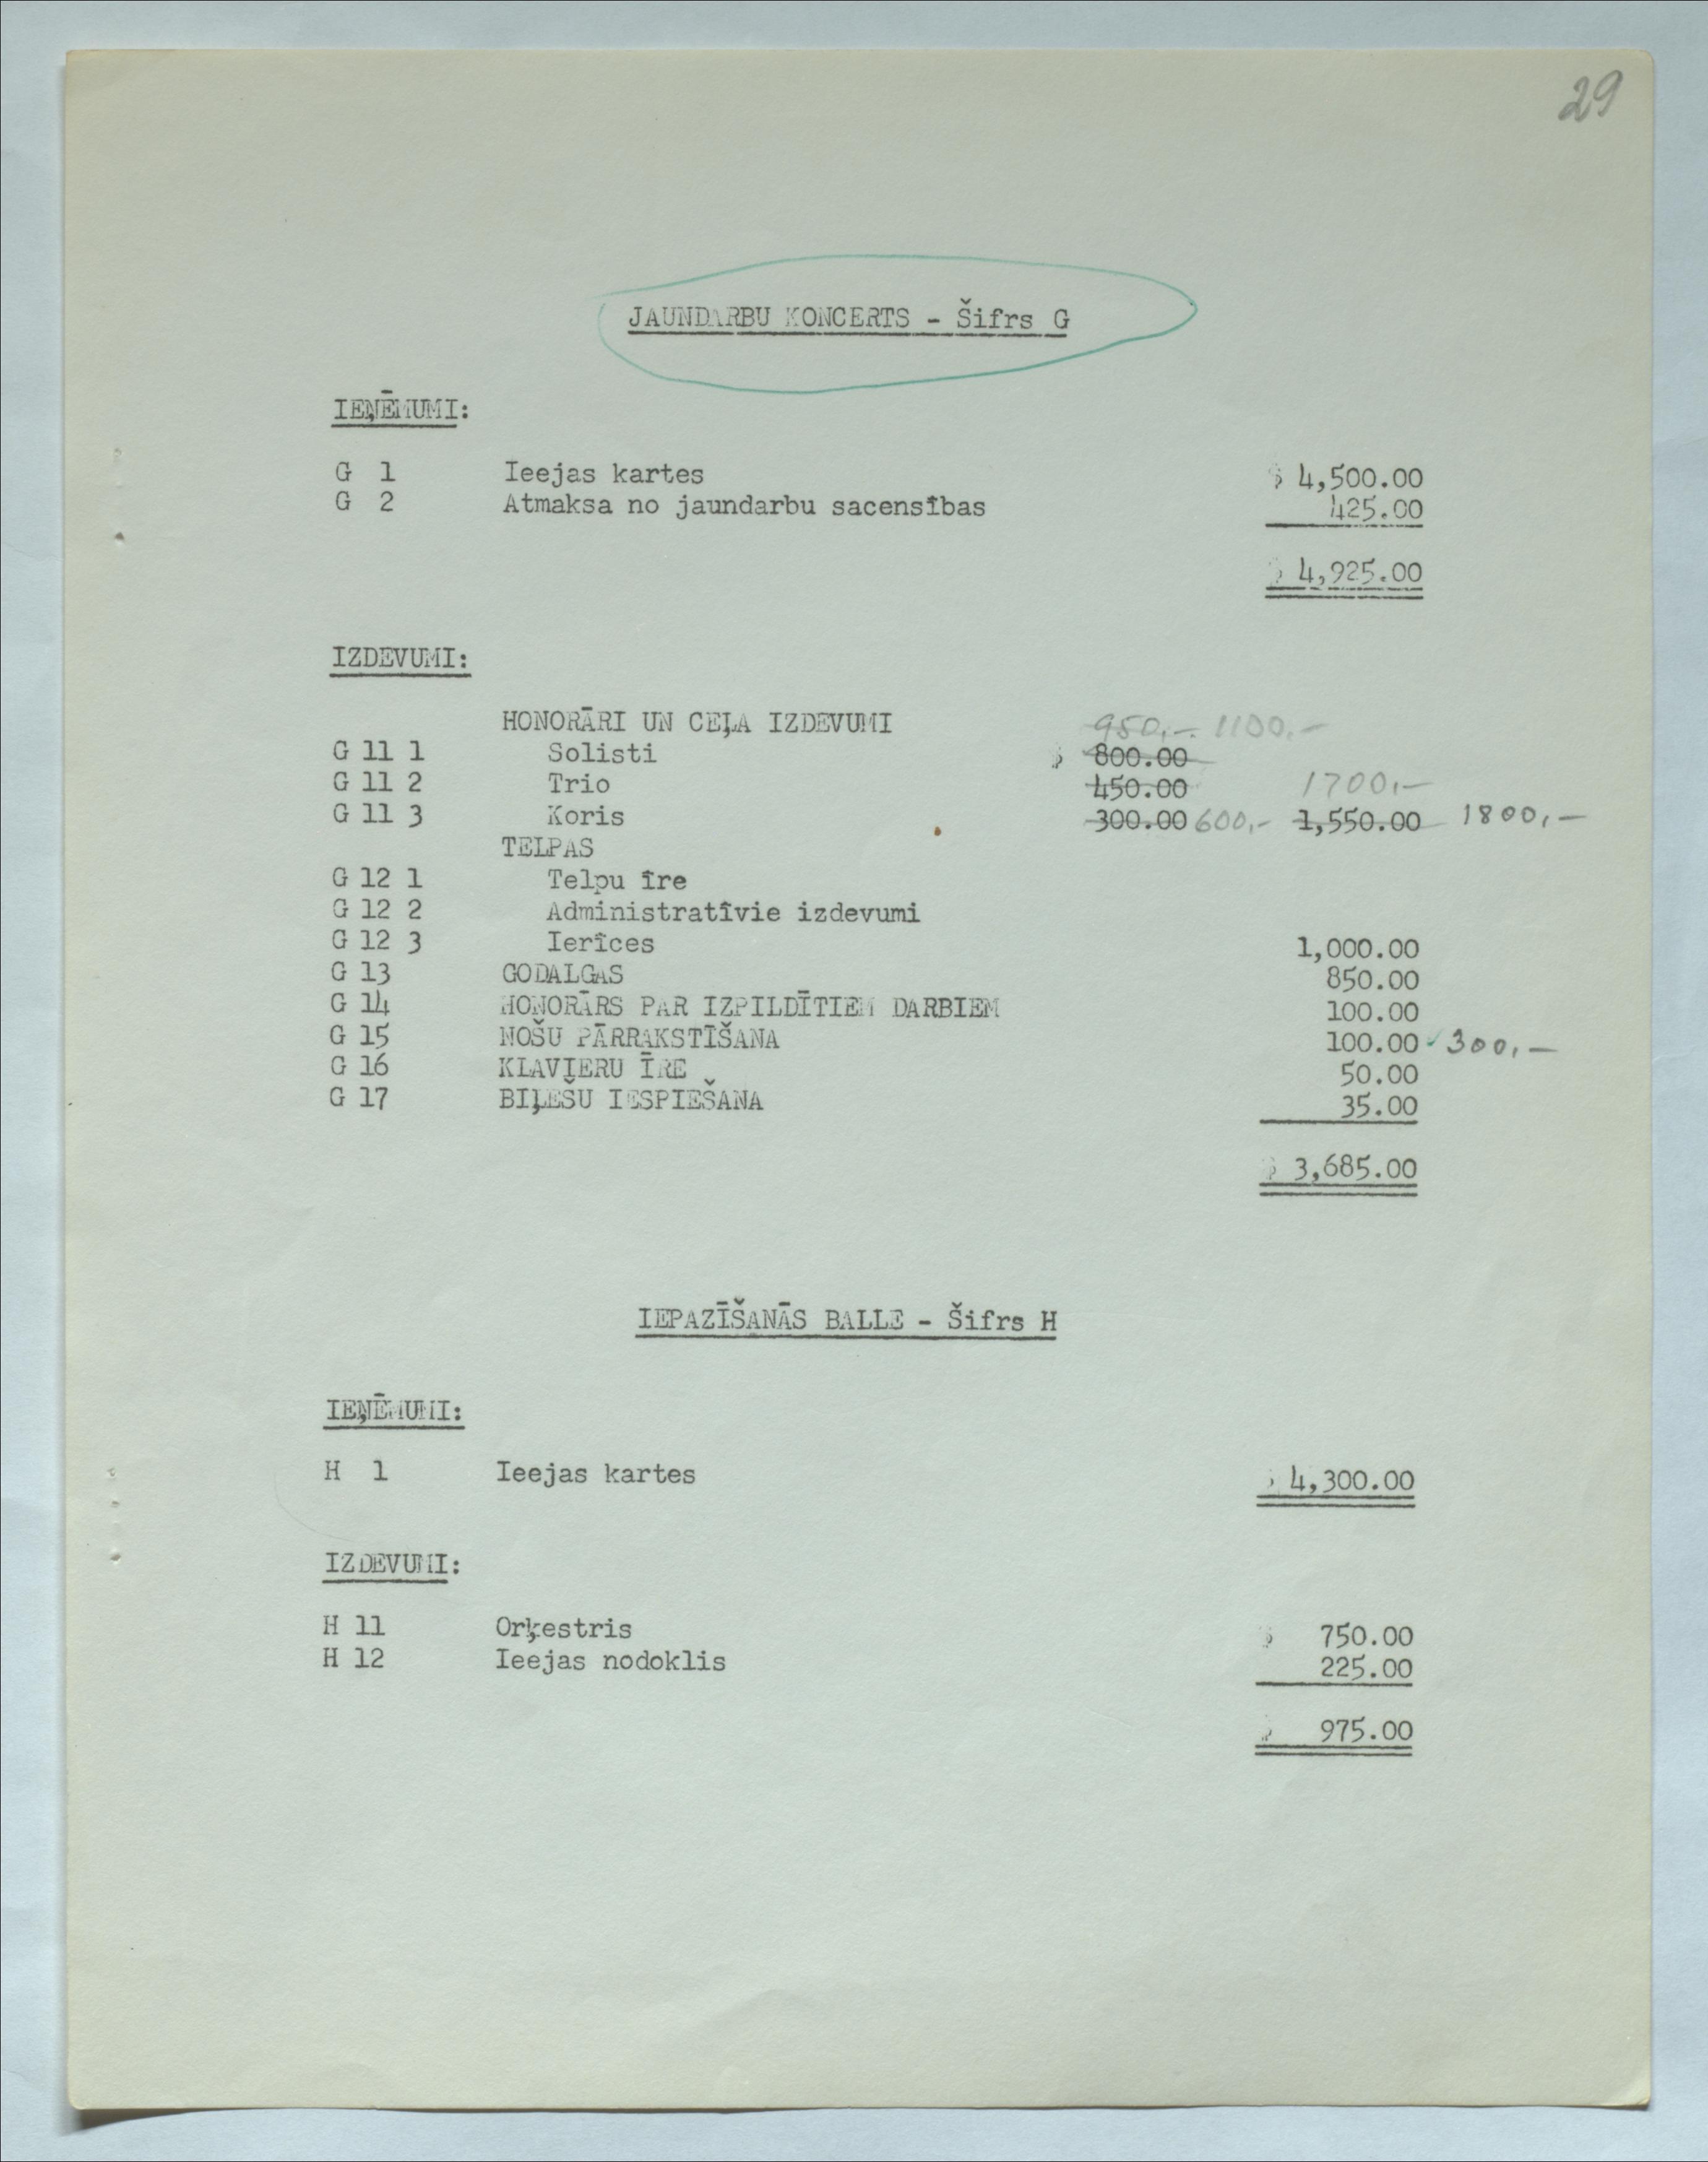 29
JAUNDARBU KONCERTS - Šifrs G
IEŅĒMUMI:
G 1 Ieejas kartes $ 4,500.00
G 2 Atmaksa no jaundarbu sacensības 425.00
$ 4,925.00
IZDEVUMI:
HONORĀRI UN CEĻA IZDEVUMI 950,-. 1100,-
G 11 1 Solisti $ 800.00
G 11 2 Trio 450.00 1700,-
G 11 3 Koris 300.00 600,- 1,550.00 1800,-
TELPAS
G 12 1 Telpu īre
G 12 2 Administratīvie izdevumi
G 12 3 Ierīces 1,000.00
G 13 GODALGAS 850.00
G 14 HONORĀRS PAR IZPILDĪTIEM DARBIEM 100.00
G 15 NOŠU PĀRRAKSTĪŠANA 100.00 ✓ 300,-
G 16 KLAVIERU ĪRE 50.00
G 17 BIĻEŠU IESPIEŠANA 35.00
$ 3,685.00
IEPAZĪŠANĀS BALLE - Šifrs H
IEŅĒMUMI:
H 1 Ieejas kartes $ 4,300.00
IZDEVUMI:
H 11 Orķestris $ 750.00
H 12 Ieejas nodoklis 225.00
$ 975.00